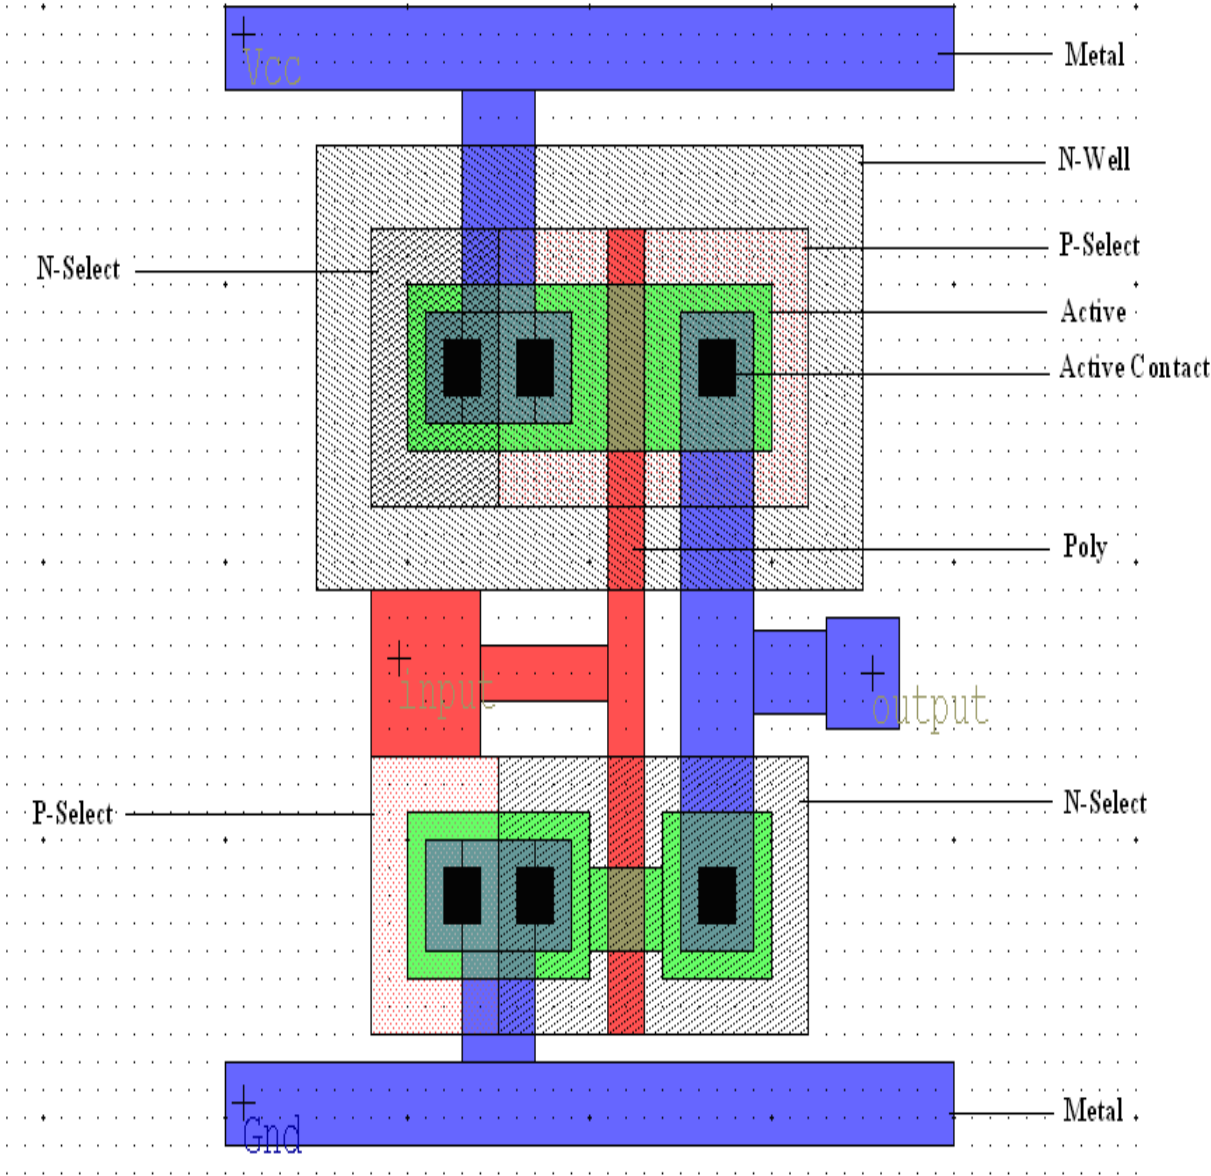 Vcc
Metal
N-Well
P-Select
N-Select
Active
Active Contact
Poly
input
output
N-Select
P-Select
Metal
Gnd